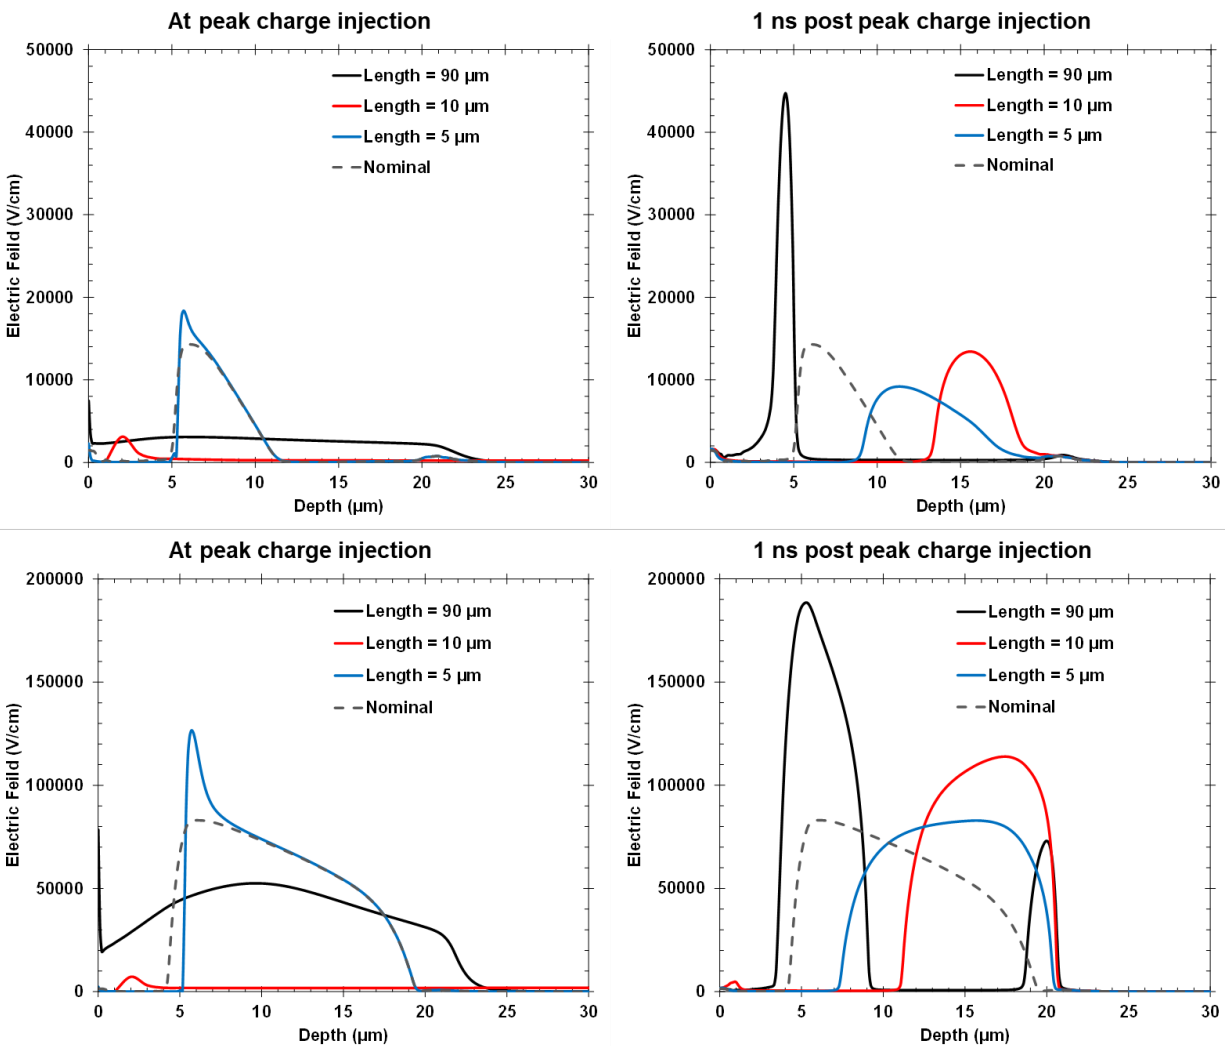 At peak charge injection
50000
40000
30000
20000
10000
0
Electric Feild (V/cm)
Length = 90 µm
Length = 10 µm
Length = 5 µm
Nominal
0 5 10 15 20 25 30
Depth (µm)
1 ns post peak charge injection
50000
40000
30000
20000
10000
0
Electric Feild (V/cm)
Length = 90 µm
Length = 10 µm
Length = 5 µm
Nominal
0 5 10 15 20 25 30
Depth (µm)
At peak charge injection
200000
150000
100000
50000
0
Electric Feild (V/cm)
Length = 90 µm
Length = 10 µm
Length = 5 µm
Nominal
0 5 10 15 20 25 30
Depth (µm)
1 ns post peak charge injection
200000
150000
100000
50000
0
Electric Feild (V/cm)
Length = 90 µm
Length = 10 µm
Length = 5 µm
Nominal
0 5 10 15 20 25 30
Depth (µm)